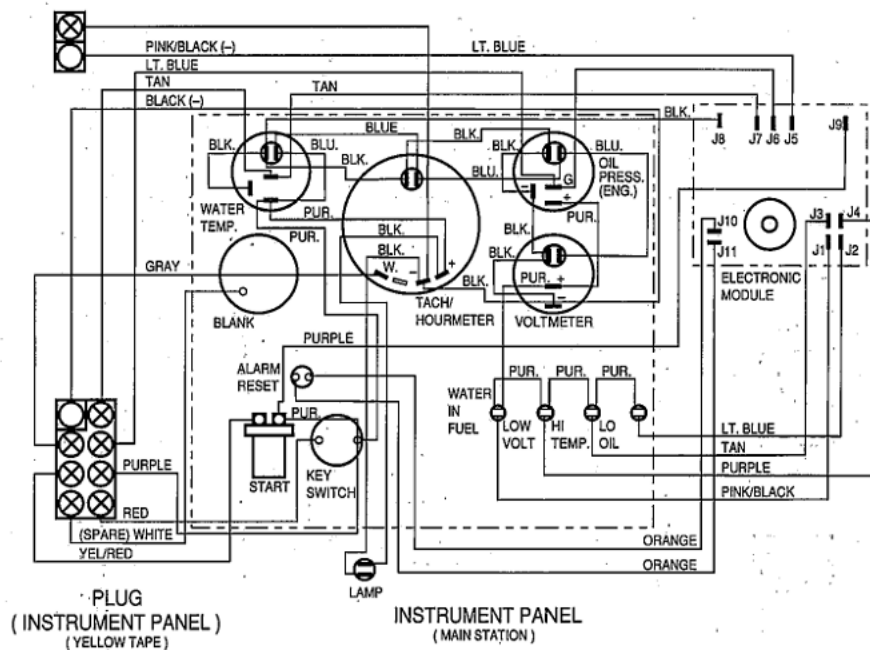 PINK/BLACK (–)
LT. BLUE
LT. BLUE
TAN
TAN
BLACK (–)
BLK.
J8
J7
J6
J5
J9
BLUE
BLK.
BLK.
BLU.
BLK.
BLK.
BLU.
BLU.
G
OIL
PRESS.
(ENG.)
WATER
TEMP.
PUR.
PUR.
–
+
PUR.
BLK.
BLK.
BLK.
J10
J11
J3
J4
J1
J2
GRAY
W.
–
+
BLK.
PUR.
+
–
BLANK
TACH/
HOURMETER
VOLTMETER
ELECTRONIC
MODULE
PURPLE
ALARM
RESET
WATER
IN
FUEL
PUR.
PUR.
PUR.
PUR.
LOW
VOLT
HI
TEMP.
LO
OIL
LT. BLUE
TAN
PURPLE
PINK/BLACK
PURPLE
START
KEY
SWITCH
RED
(SPARE) WHITE
YEL/RED
ORANGE
ORANGE
LAMP
PLUG
( INSTRUMENT PANEL )
( YELLOW TAPE )
INSTRUMENT PANEL
( MAIN STATION )